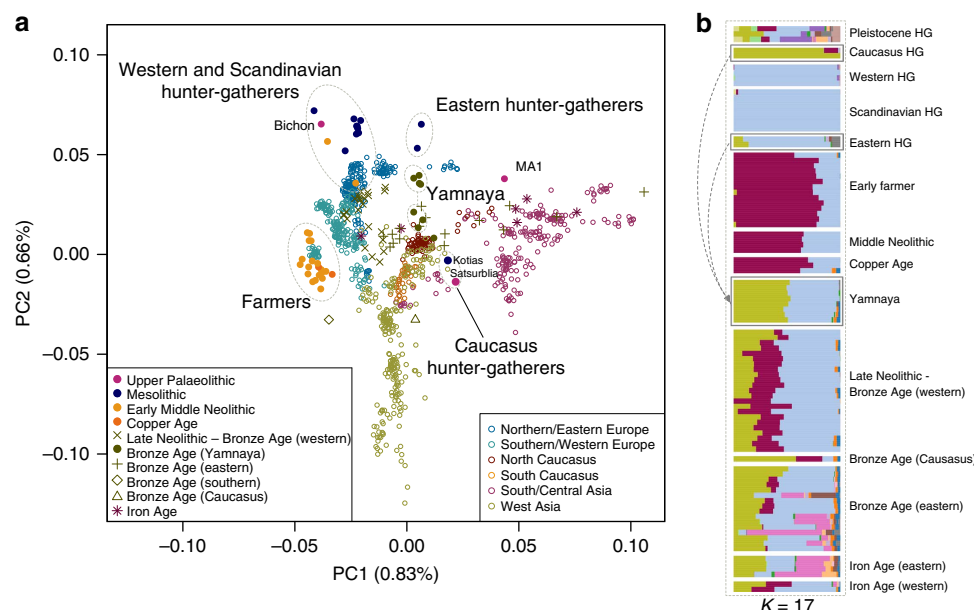 a
b
PC2 (0.66%)
0.10
0.05
0.00
−0.05
−0.10
Western and Scandinavian
hunter-gatherers
Bichon
Eastern hunter-gatherers
MA1
Yamnaya
Kotias
Satsurblia
Farmers
Caucasus
hunter-gatherers
Upper Palaeolithic
Mesolithic
Early Middle Neolithic
Copper Age
Late Neolithic – Bronze Age (western)
Bronze Age (Yamnaya)
Bronze Age (eastern)
Bronze Age (southern)
Bronze Age (Caucasus)
Iron Age
Northern/Eastern Europe
Southern/Western Europe
North Caucasus
South Caucasus
South/Central Asia
West Asia
−0.10
−0.05
0.00
0.05
0.10
PC1 (0.83%)
Pleistocene HG
Caucasus HG
Western HG
Scandinavian HG
Eastern HG
Early farmer
Middle Neolithic
Copper Age
Yamnaya
Late Neolithic -
Bronze Age (western)
Bronze Age (Causasus)
Bronze Age (eastern)
Iron Age (eastern)
Iron Age (western)
K = 17